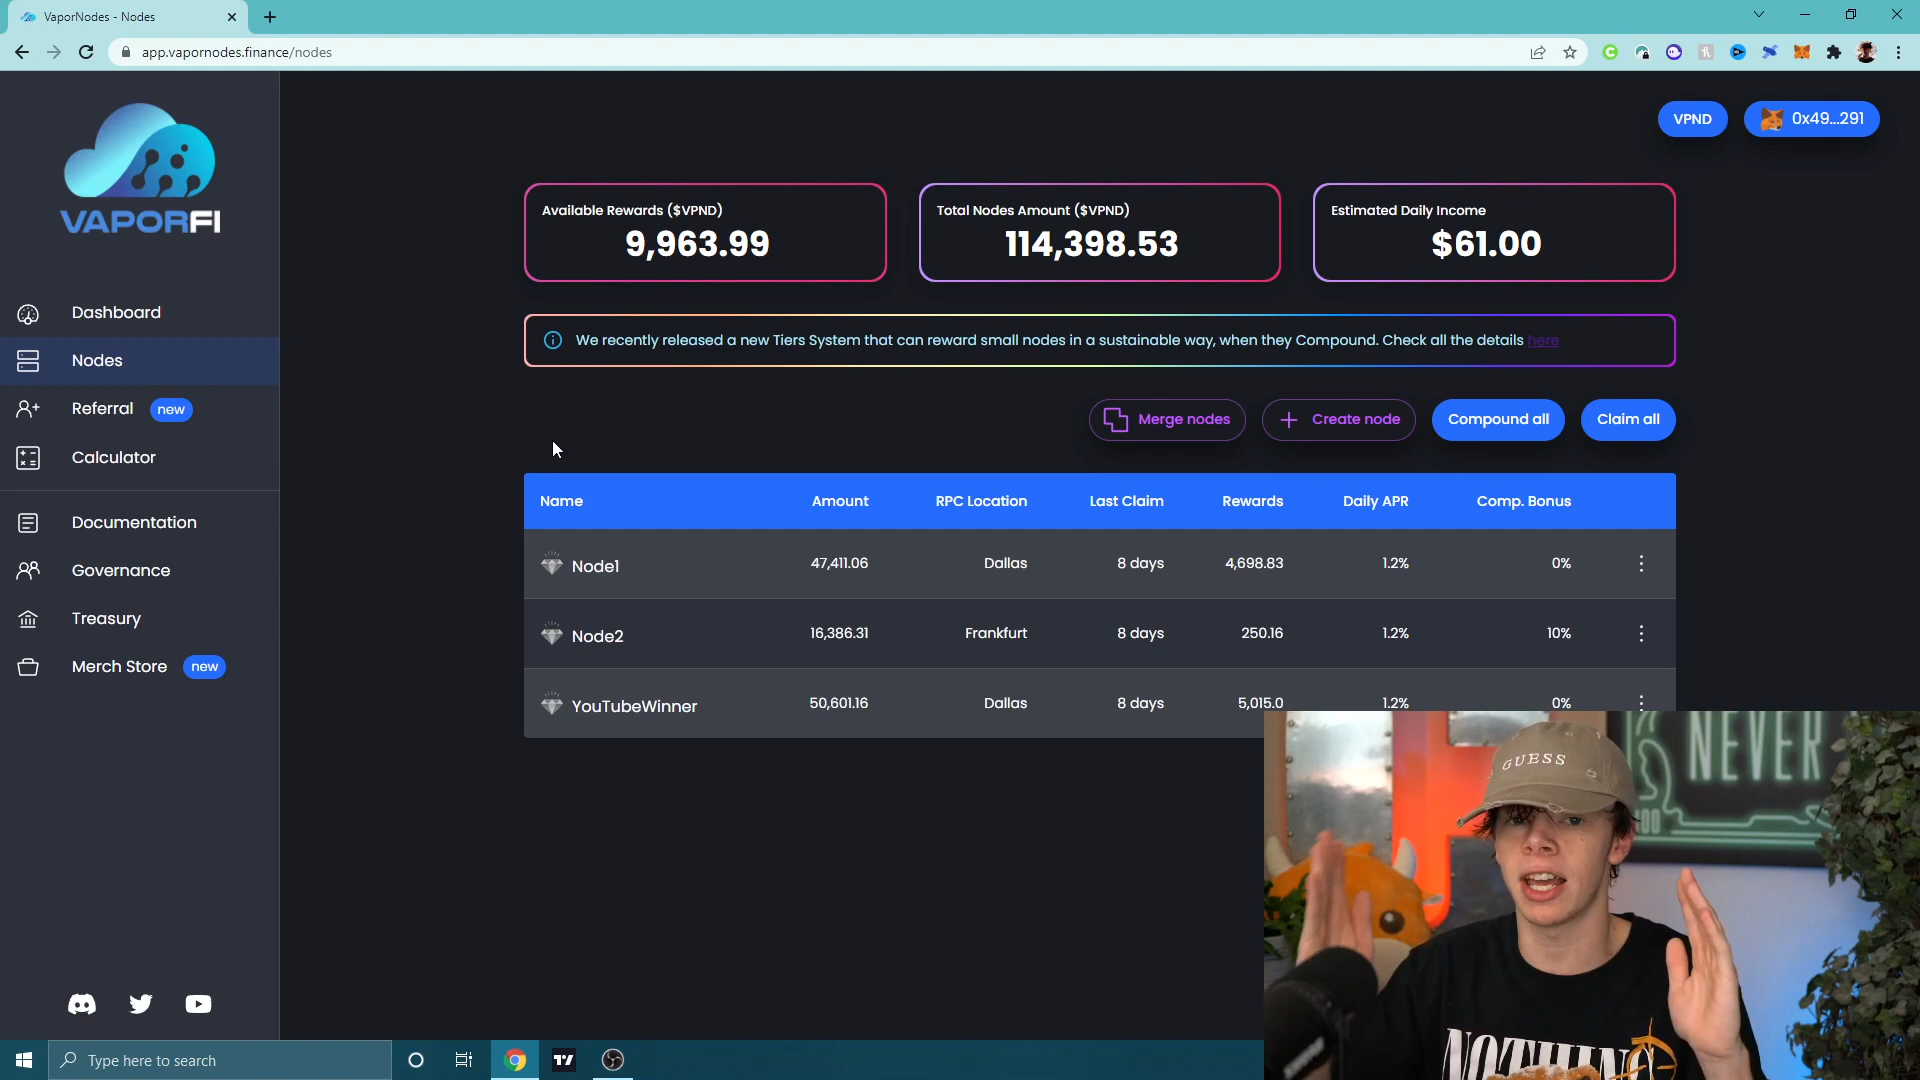 VaporNodes - Nodes
app.vapornodes.finance/nodes
VPND
0x49...291
VAPORFI
Dashboard
Nodes
Referral new
Calculator
Documentation
Governance
Treasury
Merch Store new
Available Rewards ($VPND)
9,963.99
Total Nodes Amount ($VPND)
114,398.53
Estimated Daily Income
$61.00
We recently released a new Tiers System that can reward small nodes in a sustainable way, when they Compound. Check all the details here
Merge nodes
Create node
Compound all
Claim all
Name Amount RPC Location Last Claim Rewards Daily APR Comp. Bonus
Node1 47,411.06 Dallas 8 days 4,698.83 1.2% 0%
Node2 16,386.31 Frankfurt 8 days 250.16 1.2% 10%
YouTubeWinner 50,601.16 Dallas 8 days 5,015.0 1.2% 0%
GUESS
NEVER
NOTHING
Type here to search